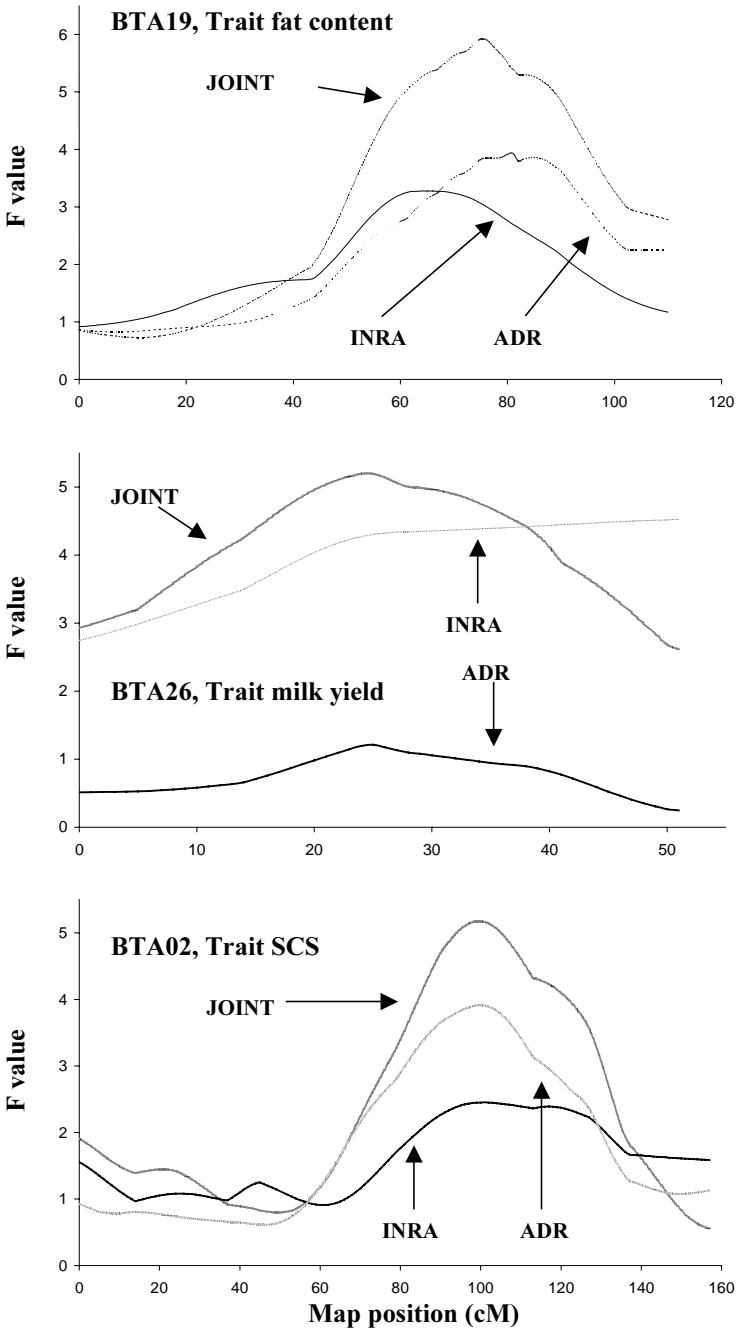 BTA19, Trait fat content
6
5
4
3
2
1
0
F value
JOINT
INRA
ADR
0 20 40 60 80 100 120
5
4
3
2
1
0
F value
JOINT
INRA
ADR
BTA26, Trait milk yield
0 10 20 30 40 50
5
4
3
2
1
0
F value
BTA02, Trait SCS
JOINT
INRA
ADR
0 20 40 60 80 100 120 140 160
Map position (cM)